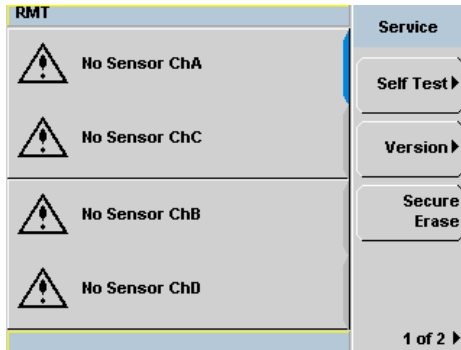 RMT
No Sensor ChA
No Sensor ChC
No Sensor ChB
No Sensor ChD
Service
Self Test
Version
Secure
Erase
1 of 2